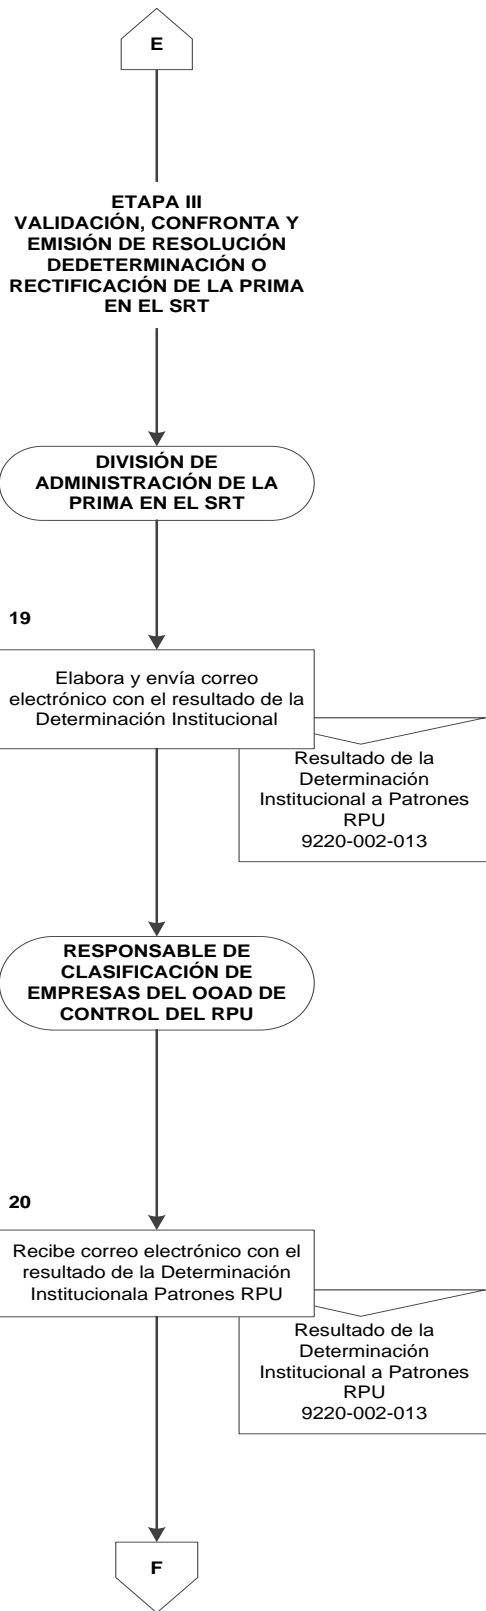 E
ETAPA III
VALIDACIÓN, CONFRONTA Y
EMISIÓN DE RESOLUCIÓN
DEDETERMINACIÓN O
RECTIFICACIÓN DE LA PRIMA
EN EL SRT
DIVISIÓN DE
ADMINISTRACIÓN DE LA
PRIMA EN EL SRT
19
Elabora y envía correo
electrónico con el resultado de la
Determinación Institucional
Resultado de la
Determinación
Institucional a Patrones
RPU
9220-002-013
RESPONSABLE DE
CLASIFICACIÓN DE
EMPRESAS DEL OOAD DE
CONTROL DEL RPU
20
Recibe correo electrónico con el
resultado de la Determinación
Institucionala Patrones RPU
Resultado de la
Determinación
Institucional a Patrones
RPU
9220-002-013
F